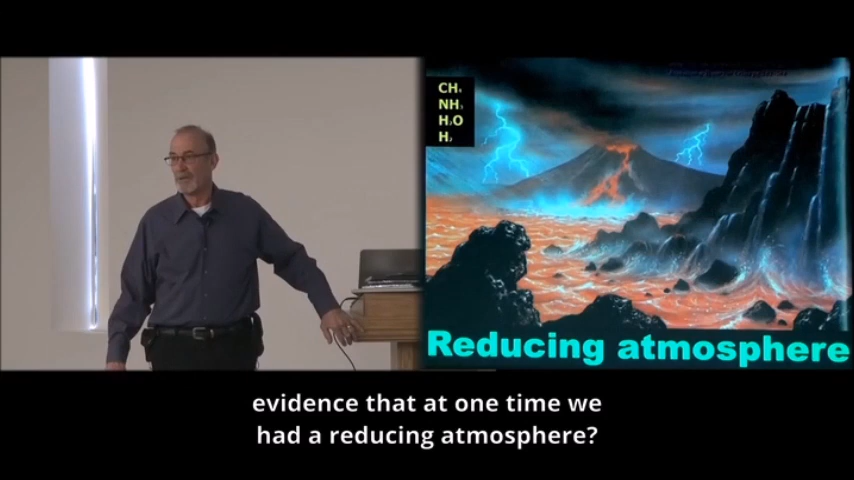 CH₄
NH₃
H₂O
H₂
Reducing atmosphere
evidence that at one time we
had a reducing atmosphere?